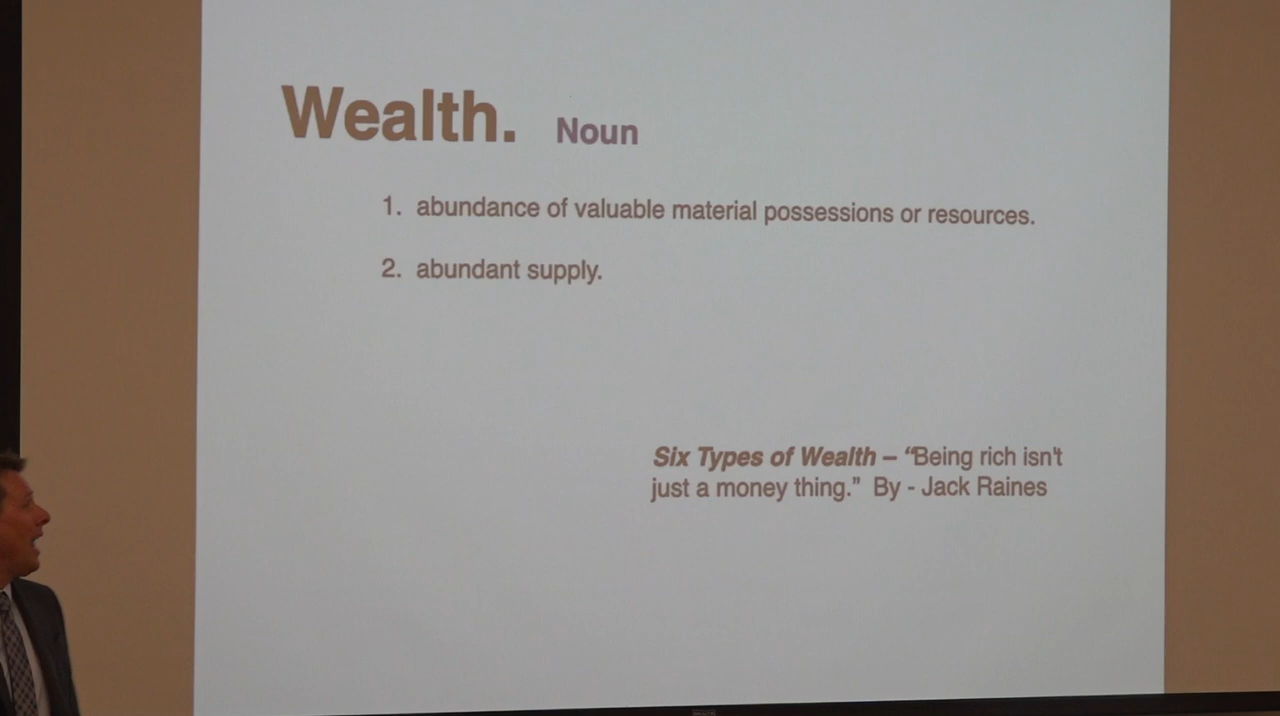 Wealth. Noun
1. abundance of valuable material possessions or resources.
2. abundant supply.
Six Types of Wealth – “Being rich isn't
just a money thing.” By - Jack Raines